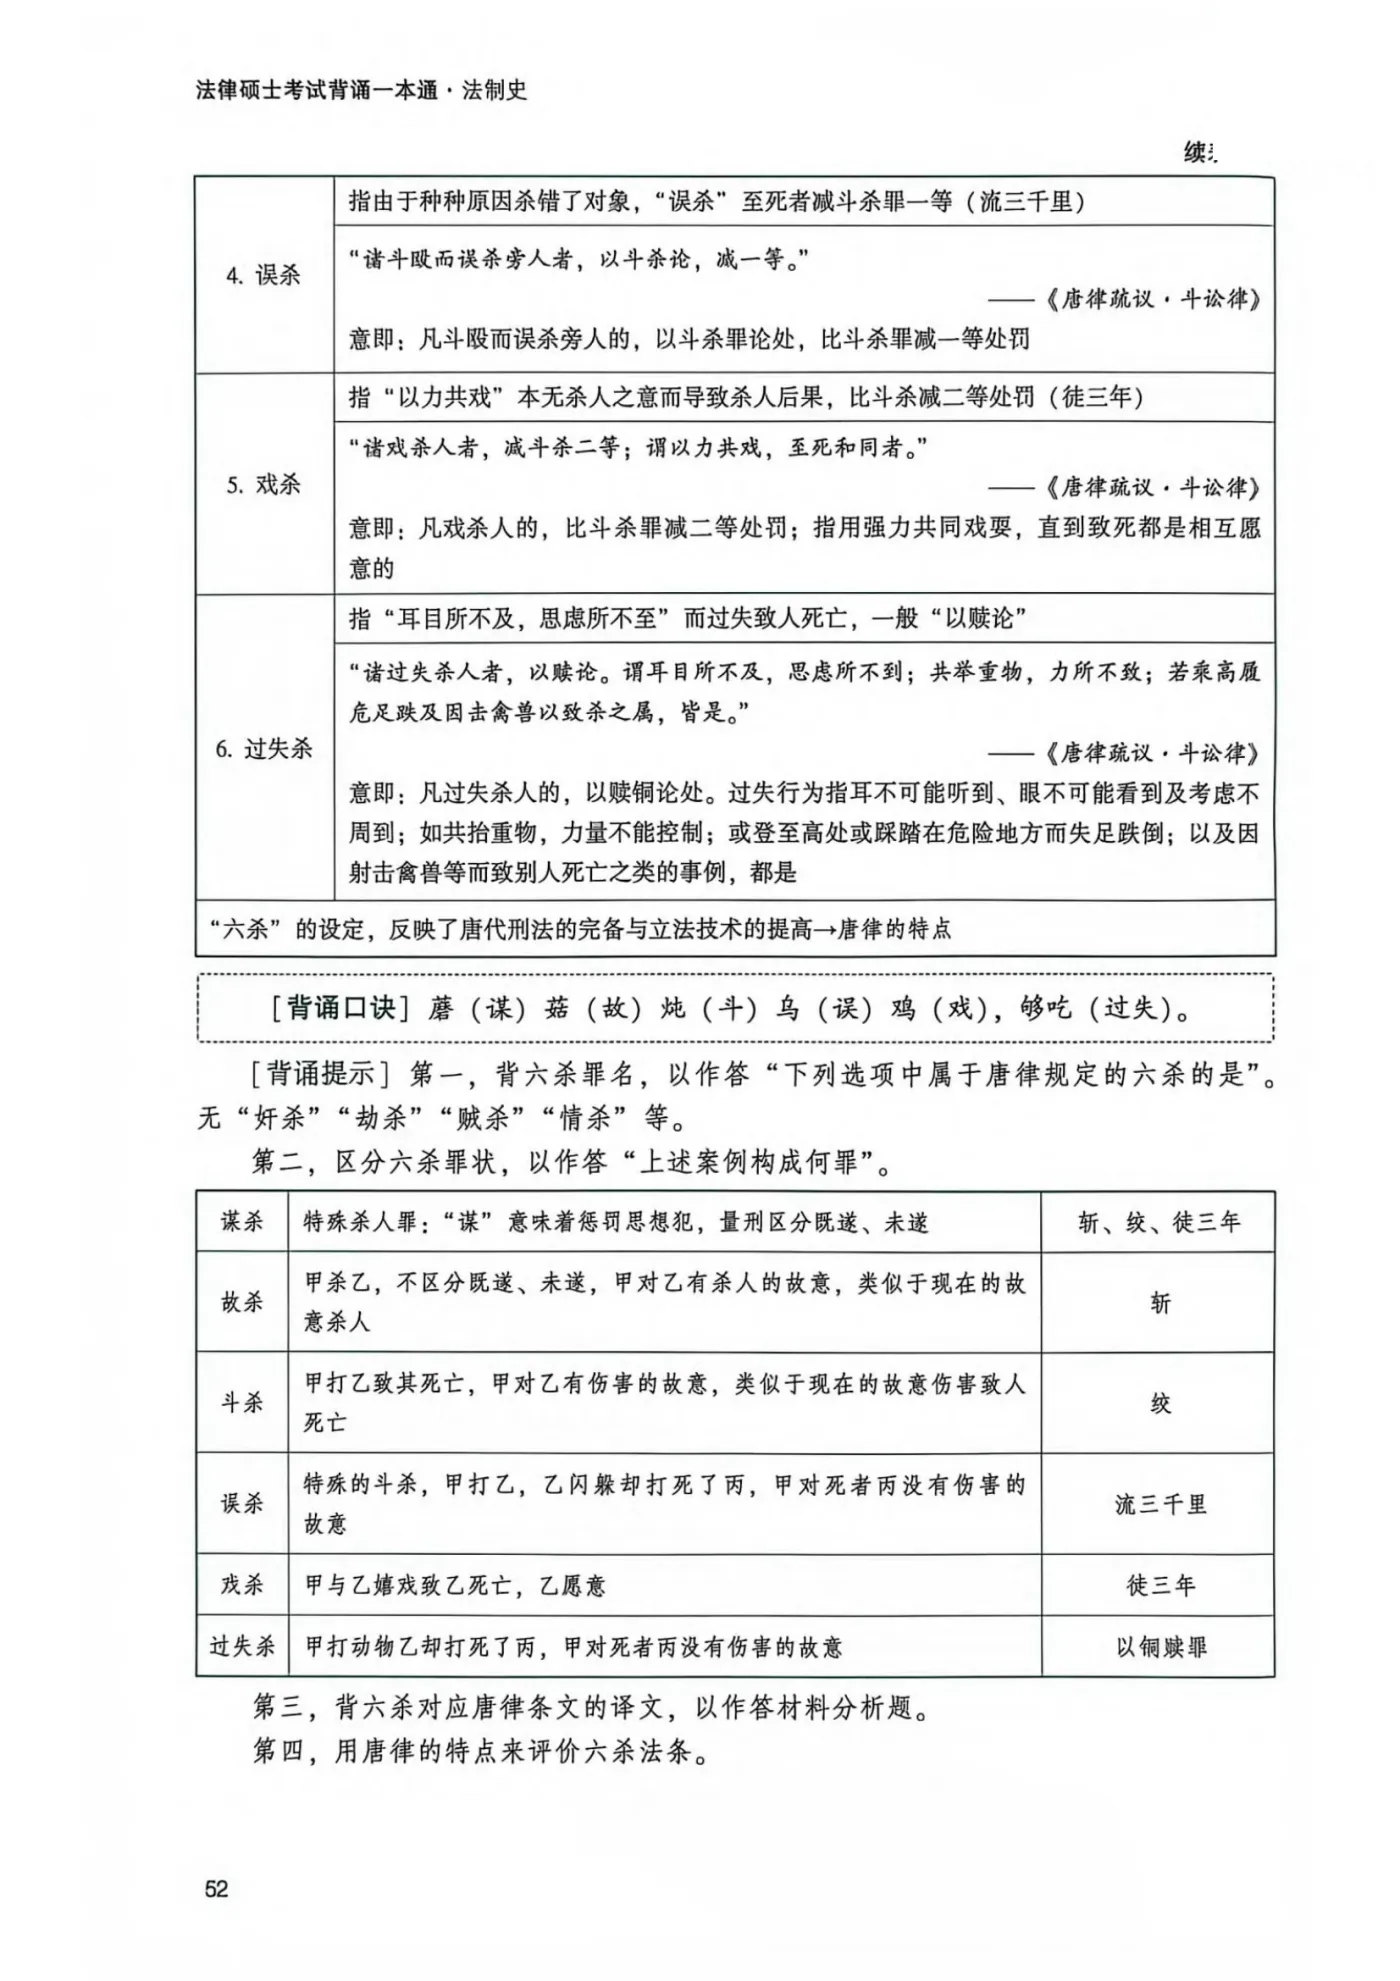 法律硕士考试背诵一本通·法制史
续
指由于种种原因杀错了对象，“误杀”至死者减斗杀罪一等（流三千里）
4. 误杀
“诸斗殴而误杀旁人者，以斗杀论，减一等。”
——《唐律疏议·斗讼律》
意即：凡斗殴而误杀旁人的，以斗杀罪论处，比斗杀罪减一等处罚
指“以力共戏”本无杀人之意而导致杀人后果，比斗杀减二等处罚（徒三年）
5. 戏杀
“诸戏杀人者，减斗杀二等；谓以力共戏，至死和同者。”
——《唐律疏议·斗讼律》
意即：凡戏杀人的，比斗杀罪减二等处罚；指用强力共同戏耍，直到致死都是相互愿
意的
指“耳目所不及，思虑所不至”而过失致人死亡，一般“以赎论”
6. 过失杀
“诸过失杀人者，以赎论。谓耳目所不及，思虑所不到；共举重物，力所不致；若乘高履
危足跌及因击禽兽以致杀之属，皆是。”
——《唐律疏议·斗讼律》
意即：凡过失杀人的，以赎铜论处。过失行为指耳不可能听到、眼不可能看到及考虑不
周到；如共抬重物，力量不能控制；或登至高处或踩踏在危险地方而失足跌倒；以及因
射击禽兽等而致别人死亡之类的事例，都是
“六杀”的设定，反映了唐代刑法的完备与立法技术的提高→唐律的特点
［背诵口诀］蘑（谋）菇（故）炖（斗）乌（误）鸡（戏），够吃（过失）。
［背诵提示］第一，背六杀罪名，以作答“下列选项中属于唐律规定的六杀的是”。
无“奸杀”“劫杀”“贼杀”“情杀”等。
第二，区分六杀罪状，以作答“上述案例构成何罪”。
谋杀 特殊杀人罪：“谋”意味着惩罚思想犯，量刑区分既遂、未遂 斩、绞、徒三年
故杀 甲杀乙，不区分既遂、未遂，甲对乙有杀人的故意，类似于现在的故
意杀人 斩
斗杀 甲打乙致其死亡，甲对乙有伤害的故意，类似于现在的故意伤害致人
死亡 绞
误杀 特殊的斗杀，甲打乙，乙闪躲却打死了丙，甲对死者丙没有伤害的
故意 流三千里
戏杀 甲与乙嬉戏致乙死亡，乙愿意 徒三年
过失杀 甲打动物乙却打死了丙，甲对死者丙没有伤害的故意 以铜赎罪
第三，背六杀对应唐律条文的译文，以作答材料分析题。
第四，用唐律的特点来评价六杀法条。
52